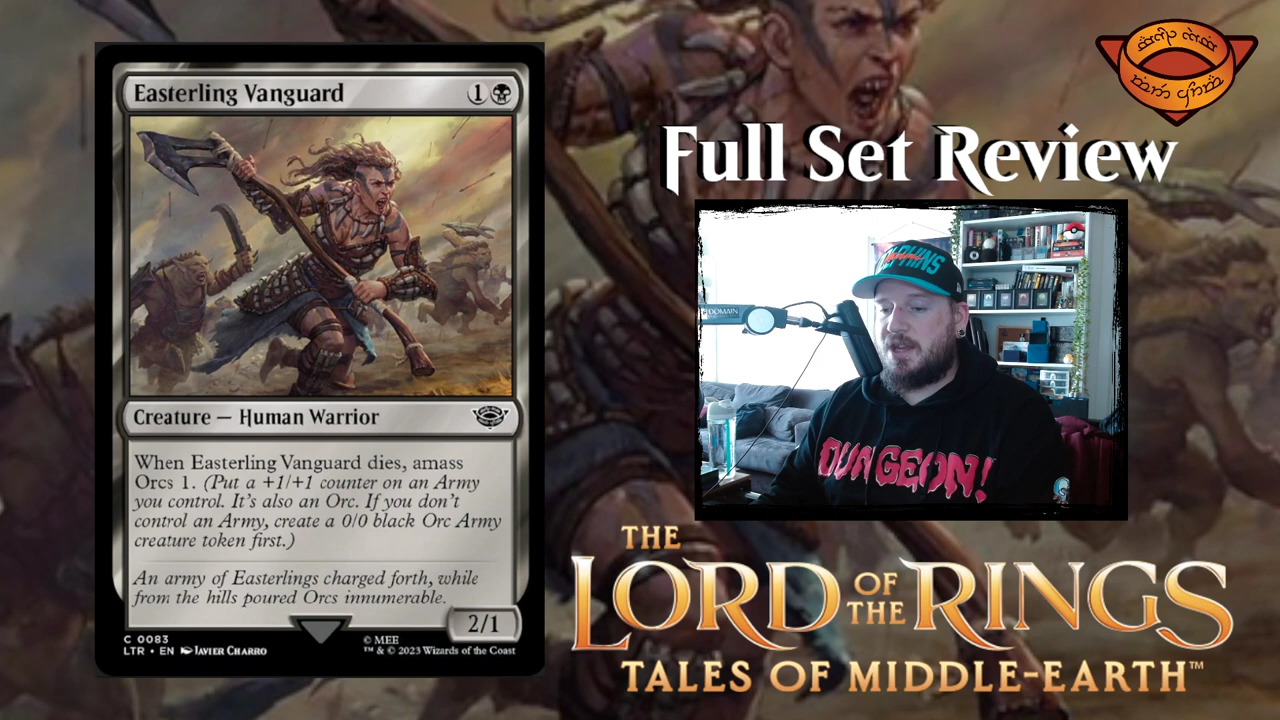 Easterling Vanguard 1
Creature — Human Warrior
When Easterling Vanguard dies, amass
Orcs 1. (Put a +1/+1 counter on an Army
you control. It's also an Orc. If you don't
control an Army, create a 0/0 black Orc Army
creature token first.)
An army of Easterlings charged forth, while
from the hills poured Orcs innumerable.
2/1
C 0083
LTR • EN JAVIER CHARRO
© MEE
™ & © 2023 Wizards of the Coast
Full Set Review
DOMAIN
DUNGEON!
THE
LORD OF THE RINGS
TALES OF MIDDLE-EARTH™